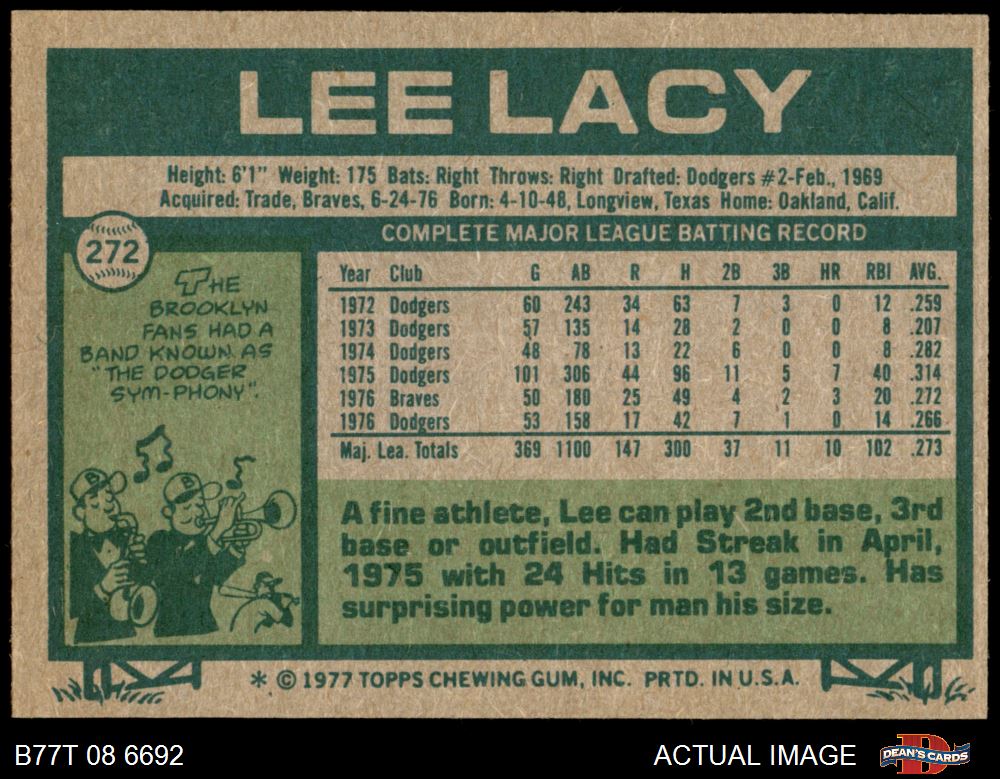 LEE LACY
Height: 6'1" Weight: 175 Bats: Right Throws: Right Drafted: Dodgers #2-Feb., 1969
Acquired: Trade, Braves, 6-24-76 Born: 4-10-48, Longview, Texas Home: Oakland, Calif.
272
THE
BROOKLYN
FANS HAD A
BAND KNOWN AS
"THE DODGER
SYM-PHONY".
COMPLETE MAJOR LEAGUE BATTING RECORD
Year Club G AB R H 2B 3B HR RBI AVG.
1972 Dodgers 60 243 34 63 7 3 0 12 .259
1973 Dodgers 57 135 14 28 2 0 0 8 .207
1974 Dodgers 48 78 13 22 6 0 0 8 .282
1975 Dodgers 101 306 44 96 11 5 7 40 .314
1976 Braves 50 180 25 49 4 2 3 20 .272
1976 Dodgers 53 158 17 42 7 1 0 14 .266
Maj. Lea. Totals 369 1100 147 300 37 11 10 102 .273
A fine athlete, Lee can play 2nd base, 3rd
base or outfield. Had Streak in April,
1975 with 24 Hits in 13 games. Has
surprising power for man his size.
* © 1977 TOPPS CHEWING GUM, INC. PRTD. IN U.S.A.
B77T 08 6692
ACTUAL IMAGE
D
DEAN'S CARDS